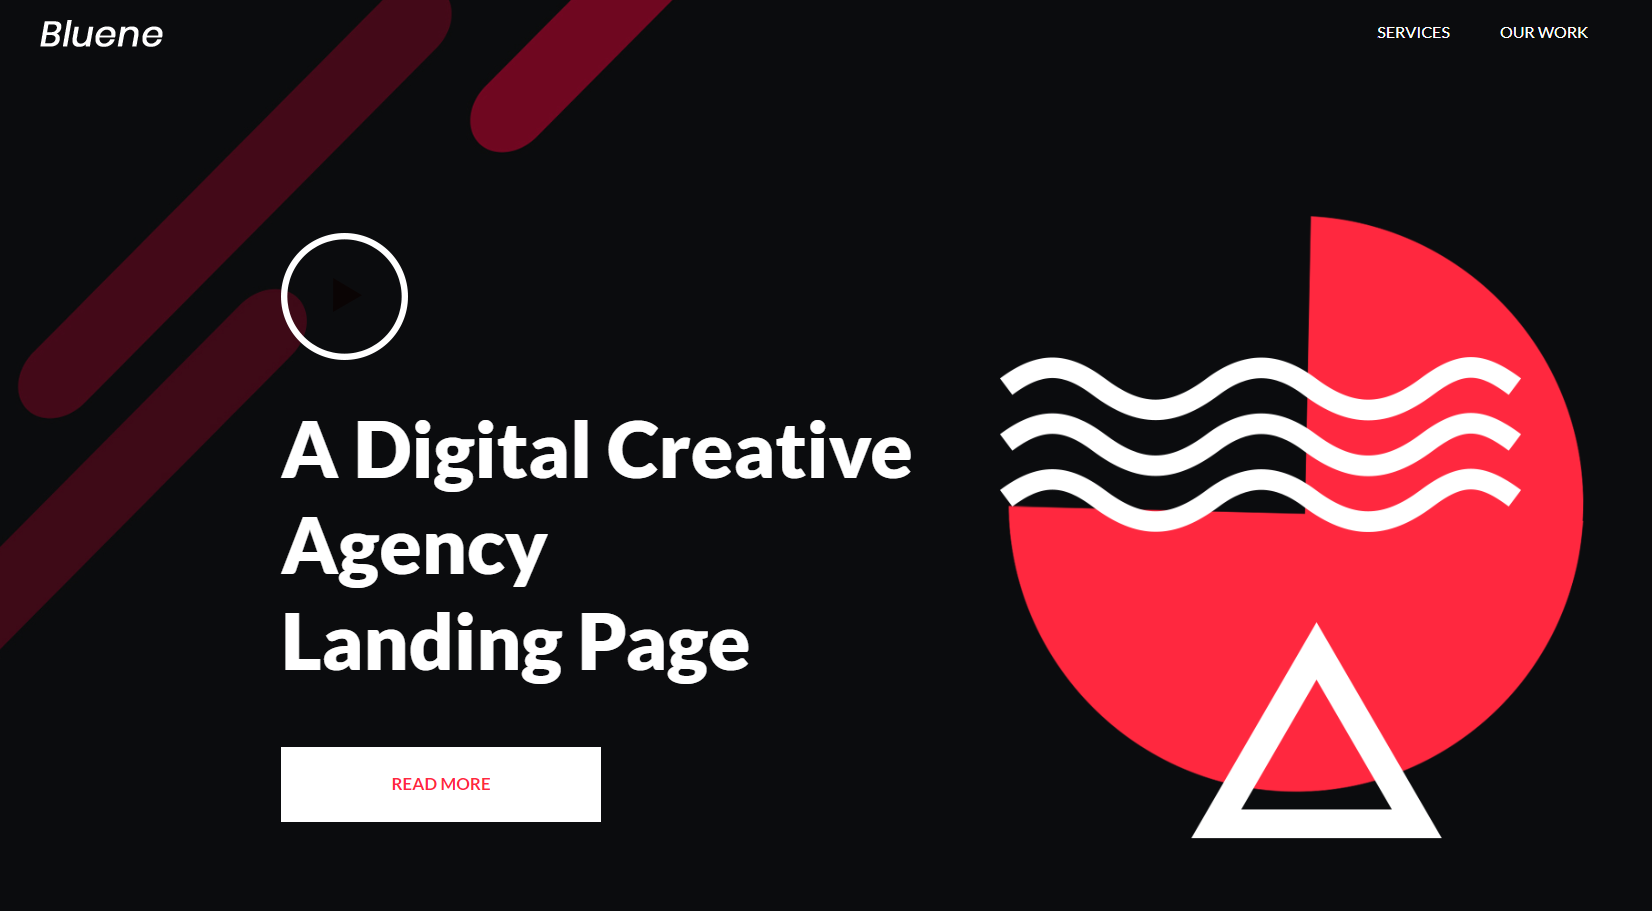 Bluene
SERVICES
OUR WORK
A Digital Creative
Agency
Landing Page
READ MORE